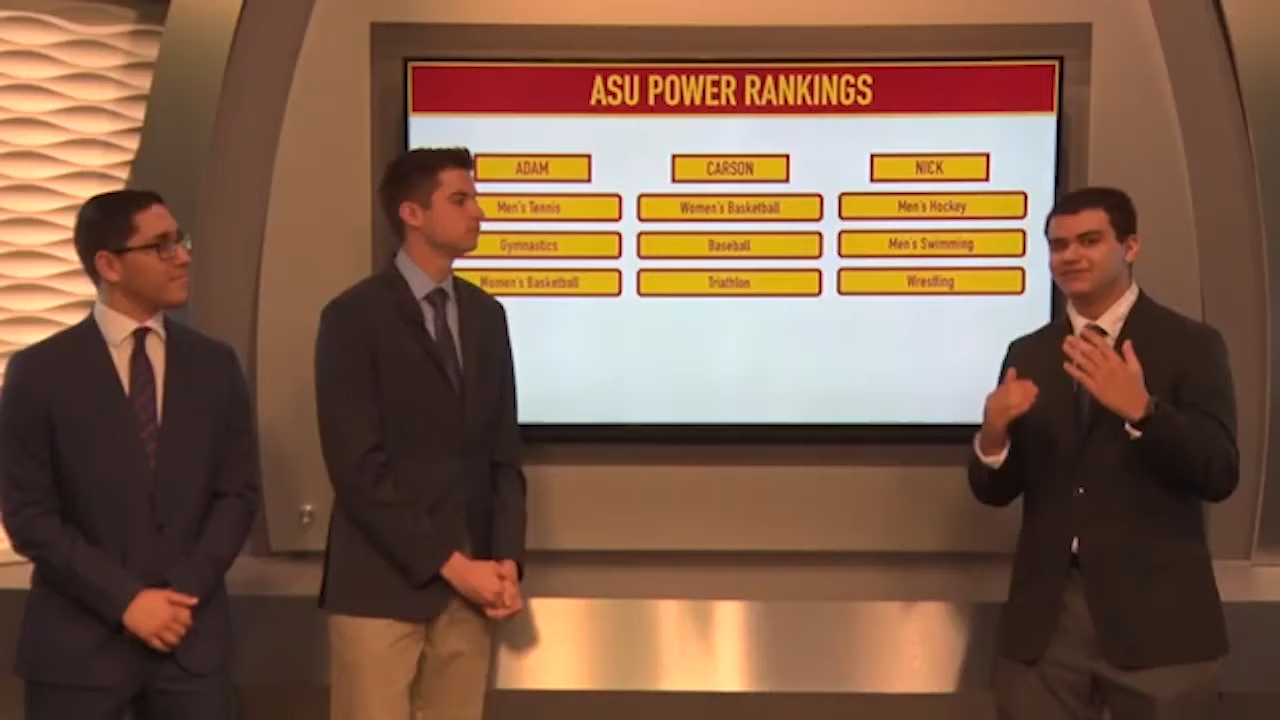 ASU POWER RANKINGS
ADAM CARSON NICK
Men's Tennis Women's Basketball Men's Hockey
Gymnastics Baseball Men's Swimming
Women's Basketball Triathlon Wrestling